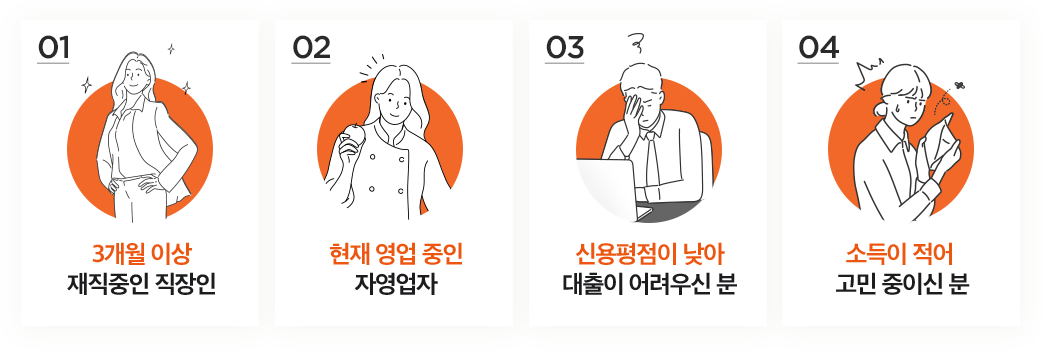 01
3개월 이상
재직중인 직장인
02
현재 영업 중인
자영업자
03
신용평점이 낮아
대출이 어려우신 분
04
소득이 적어
고민 중이신 분